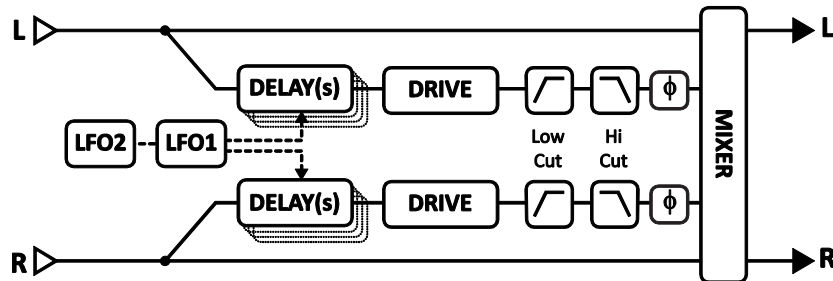 L
L
DELAY(s)
DRIVE
ϕ
LFO2
LFO1
Low
Cut
Hi
Cut
MIXER
DELAY(s)
DRIVE
ϕ
R
R